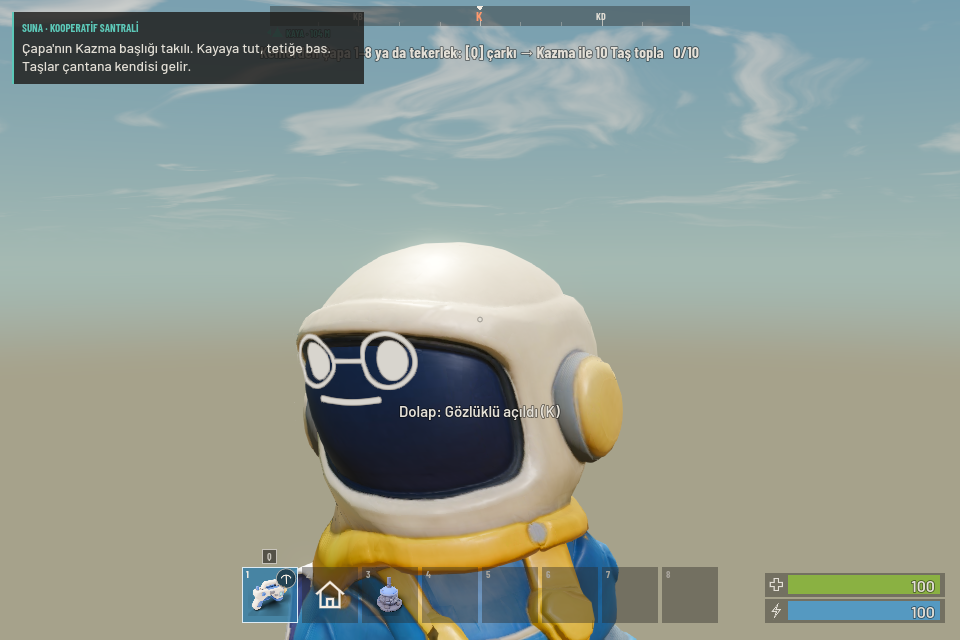 K
KD
SUNA · KOOPERATİF SANTRALİ
Çapa'nın Kazma başlığı takılı. Kayaya tut, tetiğe bas.
Taşlar çantana kendisi gelir.
1-8 ya da tekerlek: [Q] çarkı → Kazma ile 10 Taş topla 0/10
Dolap: Gözlüklü açıldı (K)
Q
1
3
4
5
6
7
8
100
100